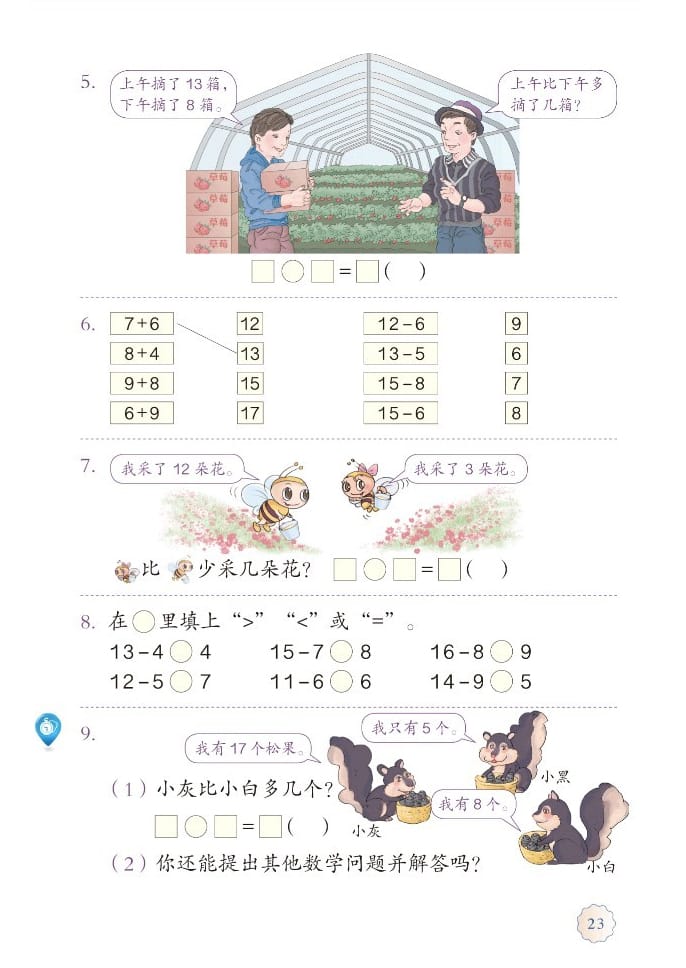 5.
上午摘了 13 箱，
下午摘了 8 箱。
上午比下午多
摘了几箱？
草莓 草莓
草莓 草莓
草莓 草莓
草莓 草莓
= ( )
6. 7+6 12 12-6 9
8+4 13 13-5 6
9+8 15 15-8 7
6+9 17 15-6 8
7. 我采了 12 朵花。 我采了 3 朵花。
比 少采几朵花？ = ( )
8. 在○里填上“>”“<”或“=”。
13-4○4 15-7○8 16-8○9
12-5○7 11-6○6 14-9○5
9. 我有 17 个松果。 我只有 5 个。
(1) 小灰比小白多几个？ 小黑
我有 8 个。
= ( ) 小灰
(2) 你还能提出其他数学问题并解答吗？ 小白
23